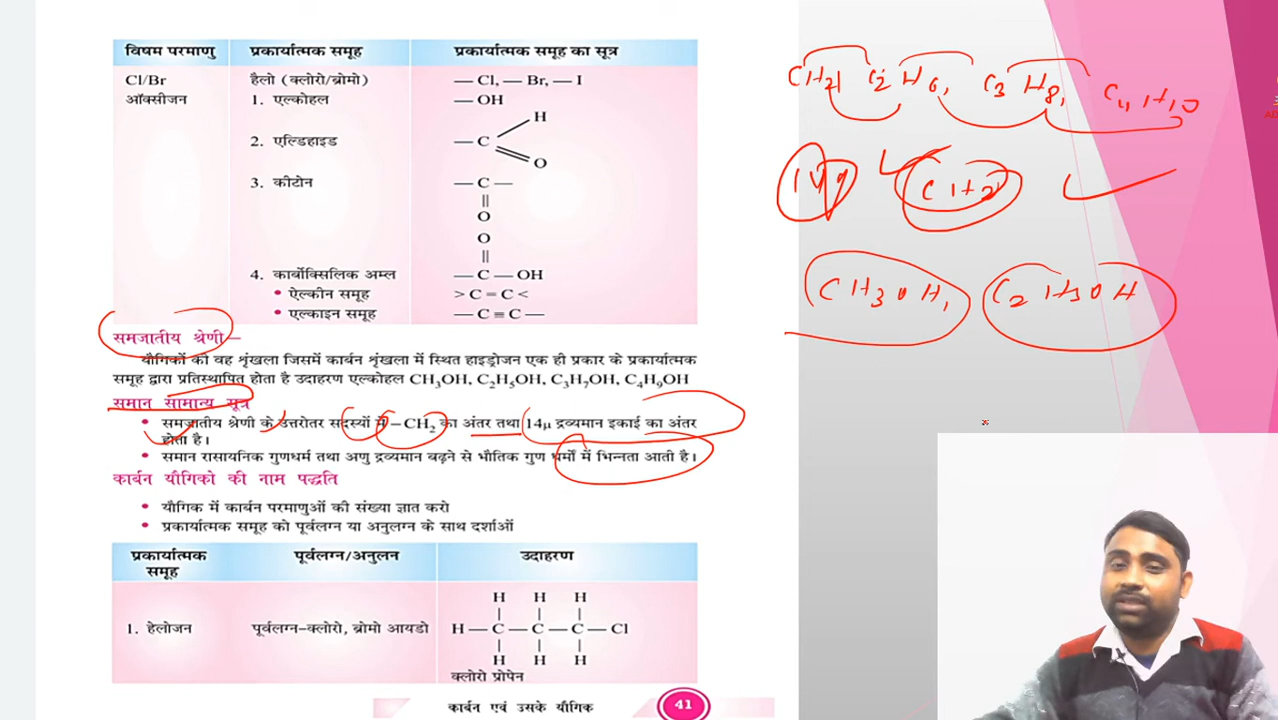 विषम परमाणु प्रकार्यात्मक समूह प्रकार्यात्मक समूह का सूत्र
Cl/Br हैलो (क्लोरो/ब्रोमो) — Cl, — Br, — I
ऑक्सीजन 1. एल्कोहल — OH
H
2. एल्डिहाइड — C
O
3. कीटोन — C —
||
O
O
||
4. कार्बोक्सिलिक अम्ल — C — OH
• ऐल्कीन समूह > C = C <
• एल्काइन समूह — C ≡ C —
समजातीय श्रेणी–
यौगिकों की वह शृंखला जिसमें कार्बन शृंखला में स्थित हाइड्रोजन एक ही प्रकार के प्रकार्यात्मक
समूह द्वारा प्रतिस्थापित होता है उदाहरण एल्कोहल CH₃OH, C₂H₅OH, C₃H₇OH, C₄H₉OH
समान सामान्य सूत्र
• समजातीय श्रेणी के उत्तरोतर सदस्यों में –CH₂ का अंतर तथा 14μ द्रव्यमान इकाई का अंतर
होता है।
• समान रासायनिक गुणधर्म तथा अणु द्रव्यमान बढ़ने से भौतिक गुण धर्मों में भिन्नता आती है।
कार्बन यौगिको की नाम पद्धति
• यौगिक में कार्बन परमाणुओं की संख्या ज्ञात करो
• प्रकार्यात्मक समूह को पूर्वलग्न या अनुलग्न के साथ दर्शाओं
प्रकार्यात्मक समूह पूर्वलग्न/अनुलन उदाहरण
H H H
| | |
1. हेलोजन पूर्वलग्न–क्लोरो, ब्रोमो आयडो H — C — C — C — Cl
| | |
H H H
क्लोरो प्रोपेन
कार्बन एवं उसके यौगिक 41
CH4 C2H6, C3H8, C4H10
CH2
CH3OH, C2H5OH